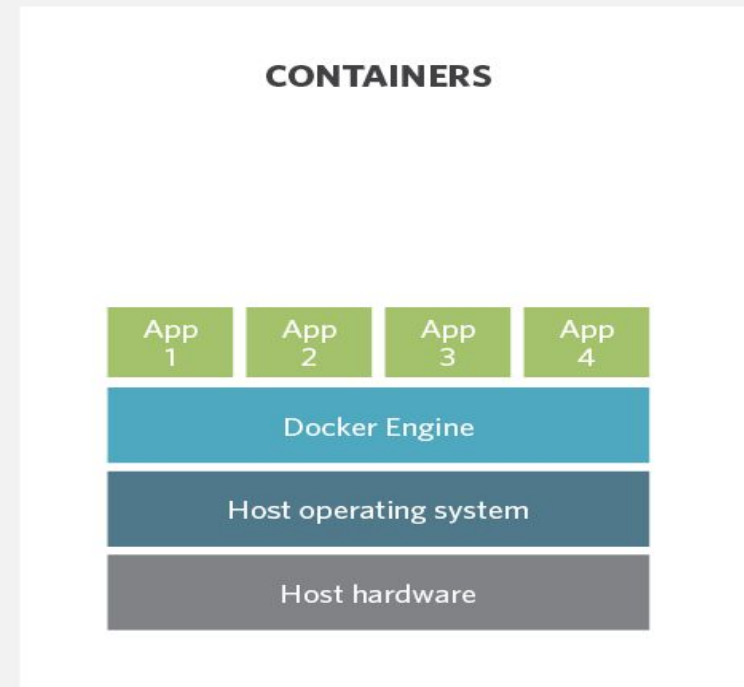 CONTAINERS
App
1
App
2
App
3
App
4
Docker Engine
Host operating system
Host hardware